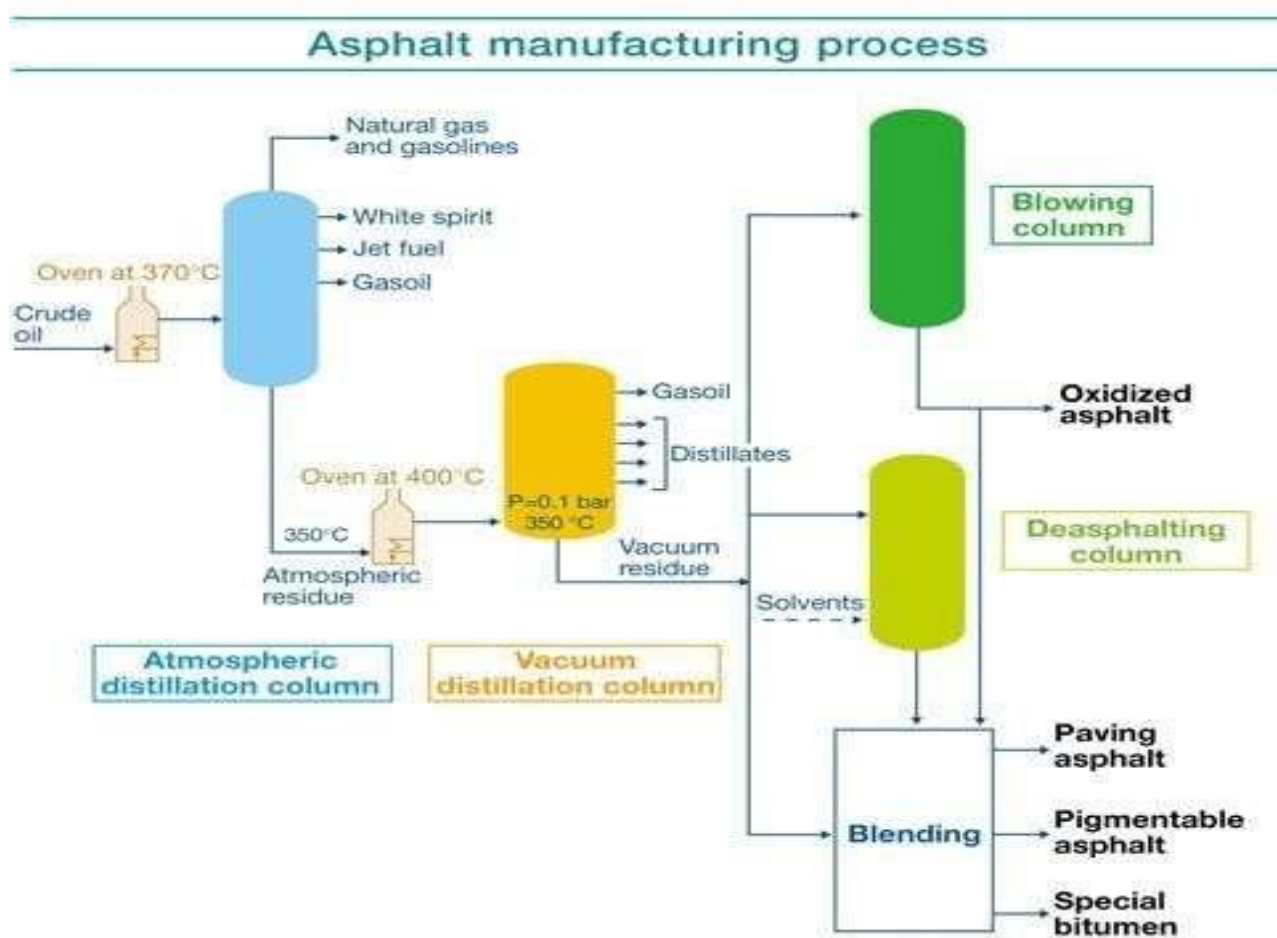 Asphalt manufacturing process
Natural gas
and gasolines
White spirit
Jet fuel
Gasoil
Oven at 370°C
Crude
oil
Blowing
column
Gasoil
Distillates
Oxidized
asphalt
Oven at 400°C
P=0.1 bar
350 °C
350°C
Atmospheric
residue
Vacuum
residue
Solvents
Deasphalting
column
Atmospheric
distillation column
Vacuum
distillation column
Blending
Paving
asphalt
Pigmentable
asphalt
Special
bitumen